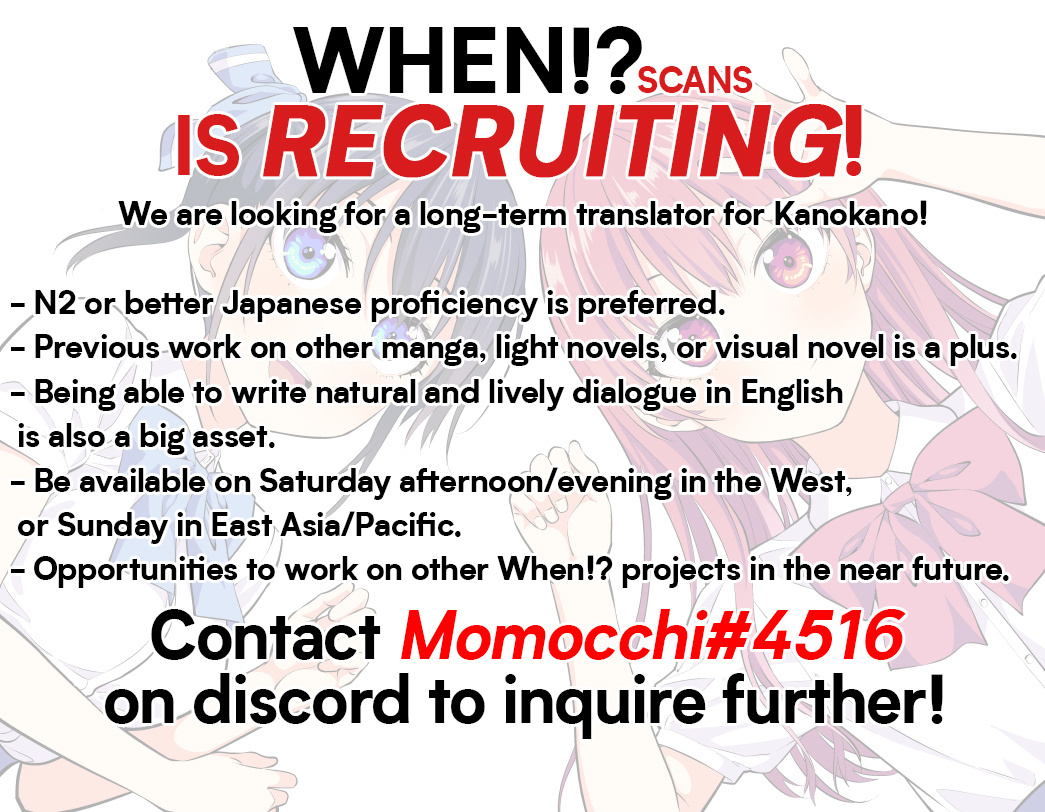 WHEN!? SCANS
IS RECRUITING!
We are looking for a long-term translator for Kanokano!
- N2 or better Japanese proficiency is preferred.
- Previous work on other manga, light novels, or visual novel is a plus.
- Being able to write natural and lively dialogue in English
is also a big asset.
- Be available on Saturday afternoon/evening in the West,
or Sunday in East Asia/Pacific.
- Opportunities to work on other When!? projects in the near future.
Contact Momocchi#4516
on discord to inquire further!